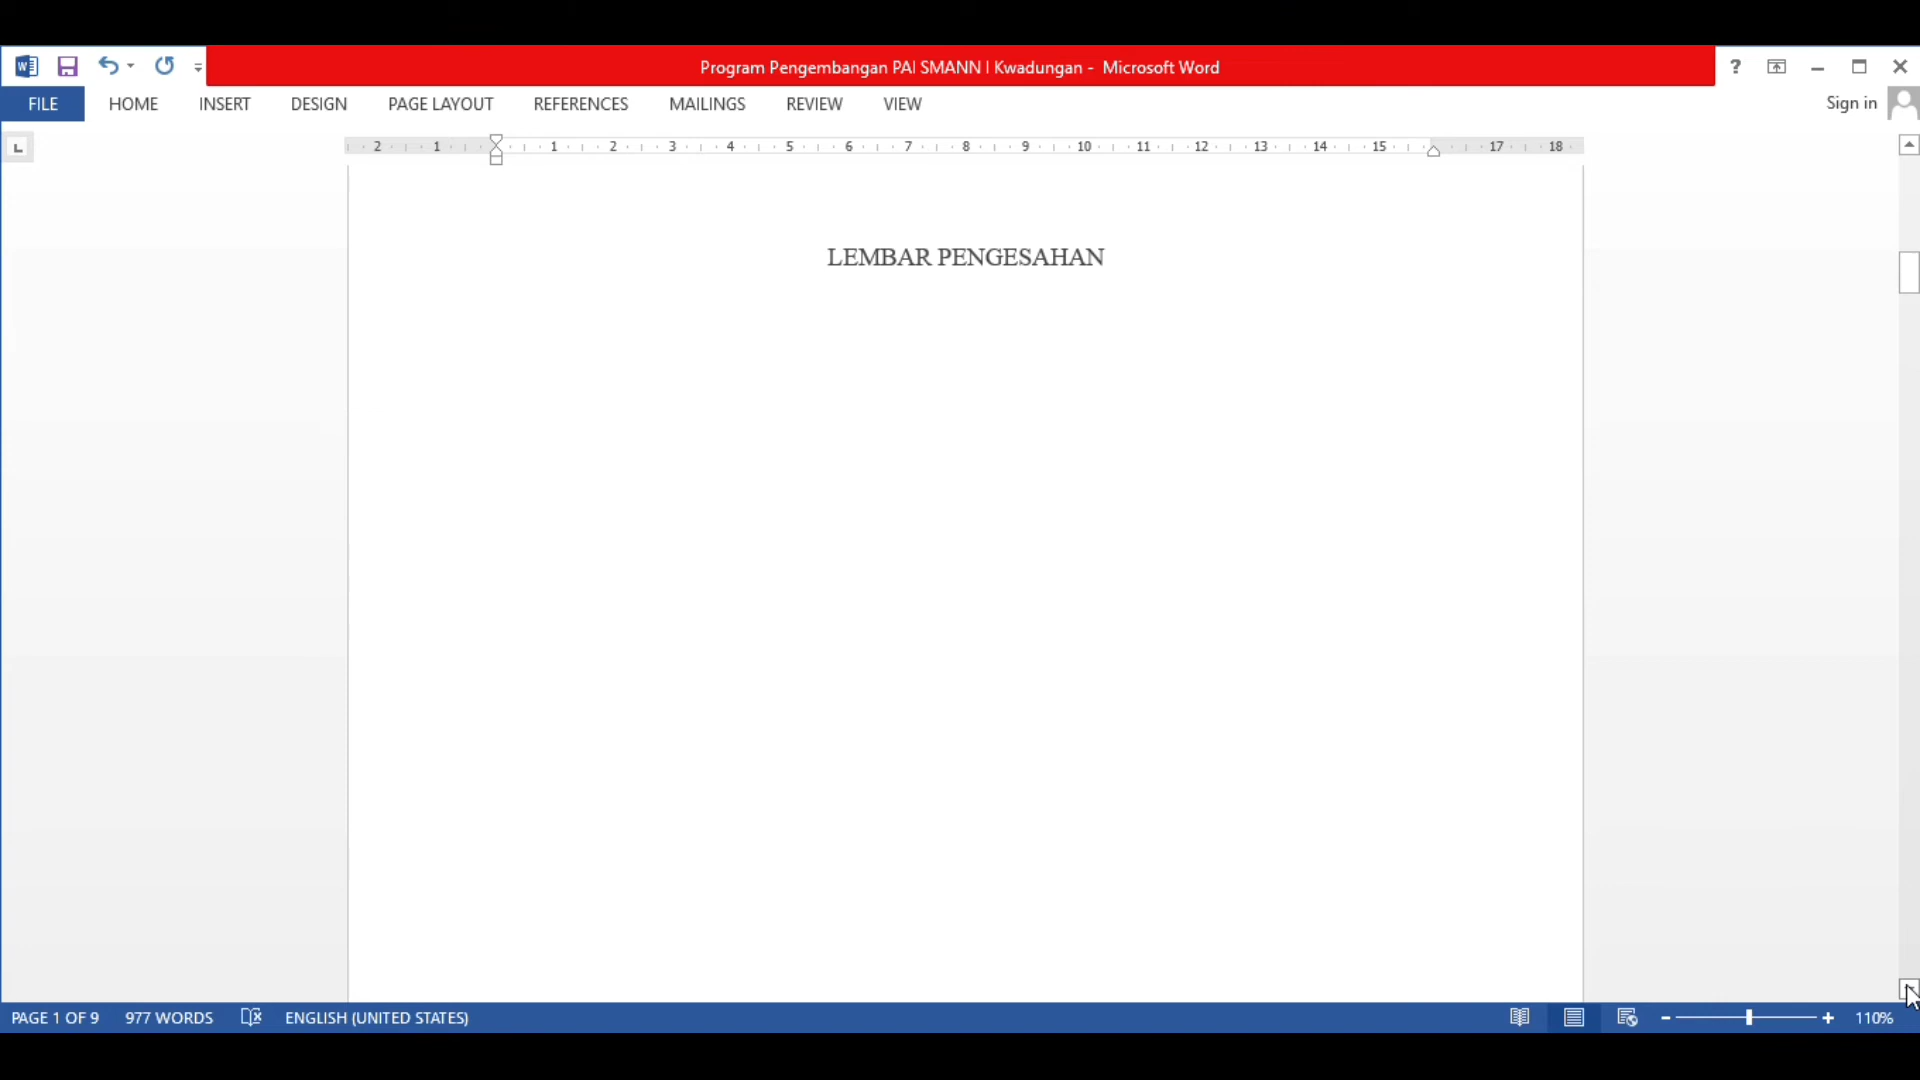 Program Pengembangan PAI SMANN I Kwadungan - Microsoft Word
?
FILE HOME INSERT DESIGN PAGE LAYOUT REFERENCES MAILINGS REVIEW VIEW Sign in
2 1 1 2 3 4 5 6 7 8 9 10 11 12 13 14 15 17 18
LEMBAR PENGESAHAN
PAGE 1 OF 9 977 WORDS ENGLISH (UNITED STATES) 110%